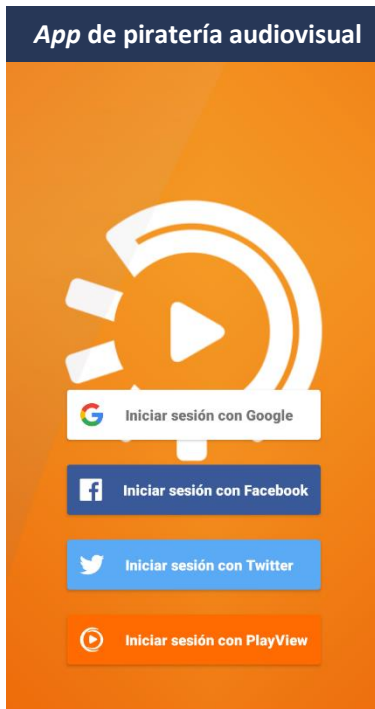 App de piratería audiovisual
Iniciar sesión con Google
Iniciar sesión con Facebook
Iniciar sesión con Twitter
Iniciar sesión con PlayView